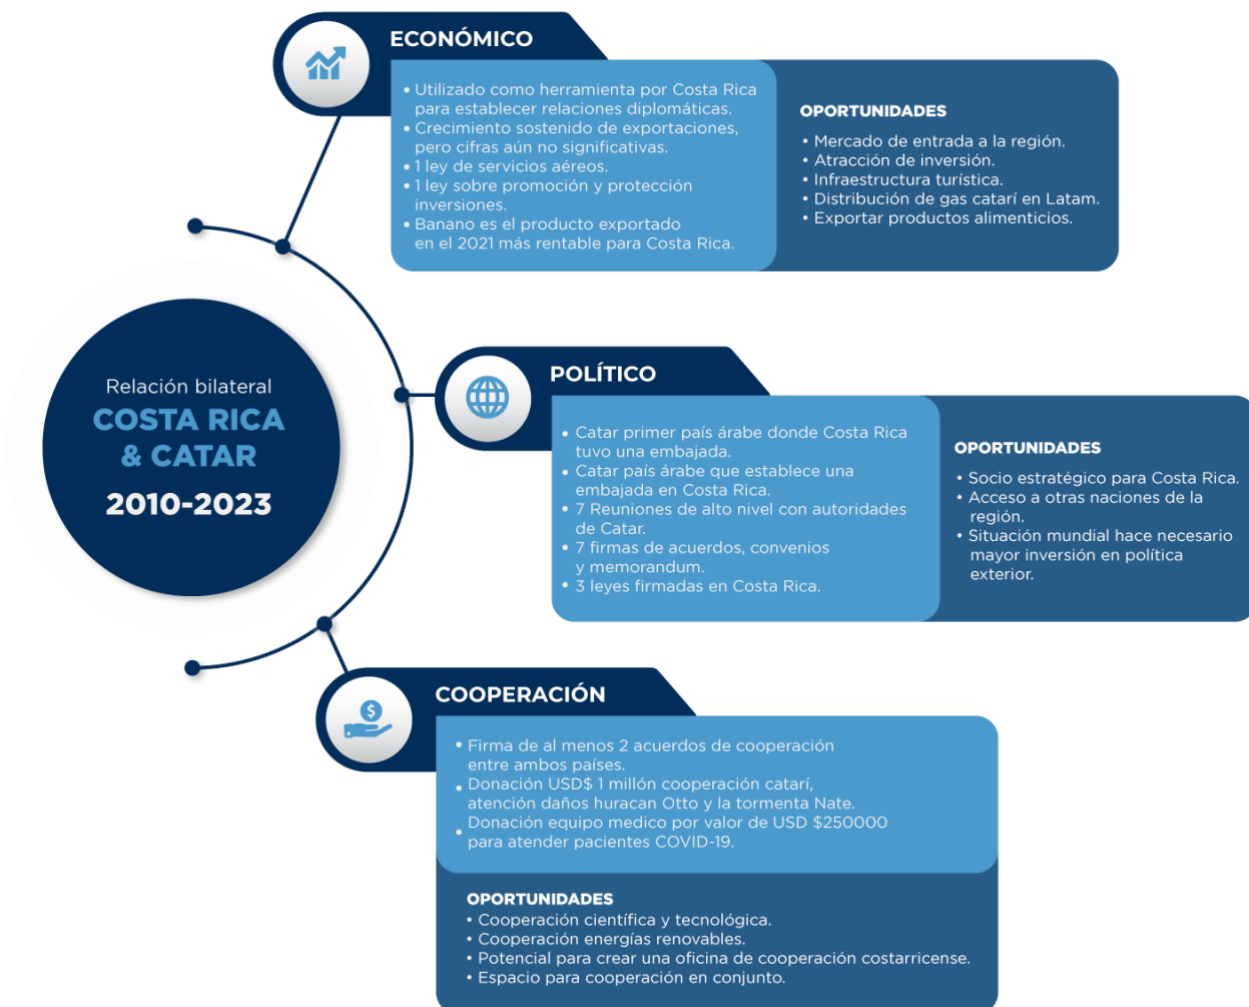 Relación bilateral
COSTA RICA
& CATAR
2010-2023
ECONÓMICO
• Utilizado como herramienta por Costa Rica
para establecer relaciones diplomáticas.
• Crecimiento sostenido de exportaciones,
pero cifras aún no significativas.
• 1 ley de servicios aéreos.
• 1 ley sobre promoción y protección
inversiones.
• Banano es el producto exportado
en el 2021 más rentable para Costa Rica.
OPORTUNIDADES
• Mercado de entrada a la región.
• Atracción de inversión.
• Infraestructura turística.
• Distribución de gas catarí en Latam.
• Exportar productos alimenticios.
POLÍTICO
• Catar primer país árabe donde Costa Rica
tuvo una embajada.
• Catar país árabe que establece una
embajada en Costa Rica.
• 7 Reuniones de alto nivel con autoridades
de Catar.
• 7 firmas de acuerdos, convenios
y memorandum.
• 3 leyes firmadas en Costa Rica.
OPORTUNIDADES
• Socio estratégico para Costa Rica.
• Acceso a otras naciones de la
región.
• Situación mundial hace necesario
mayor inversión en política
exterior.
COOPERACIÓN
• Firma de al menos 2 acuerdos de cooperación
entre ambos países.
• Donación USD$ 1 millón cooperación catarí,
atención daños huracan Otto y la tormenta Nate.
• Donación equipo medico por valor de USD $250000
para atender pacientes COVID-19.
OPORTUNIDADES
• Cooperación científica y tecnológica.
• Cooperación energías renovables.
• Potencial para crear una oficina de cooperación costarricense.
• Espacio para cooperación en conjunto.